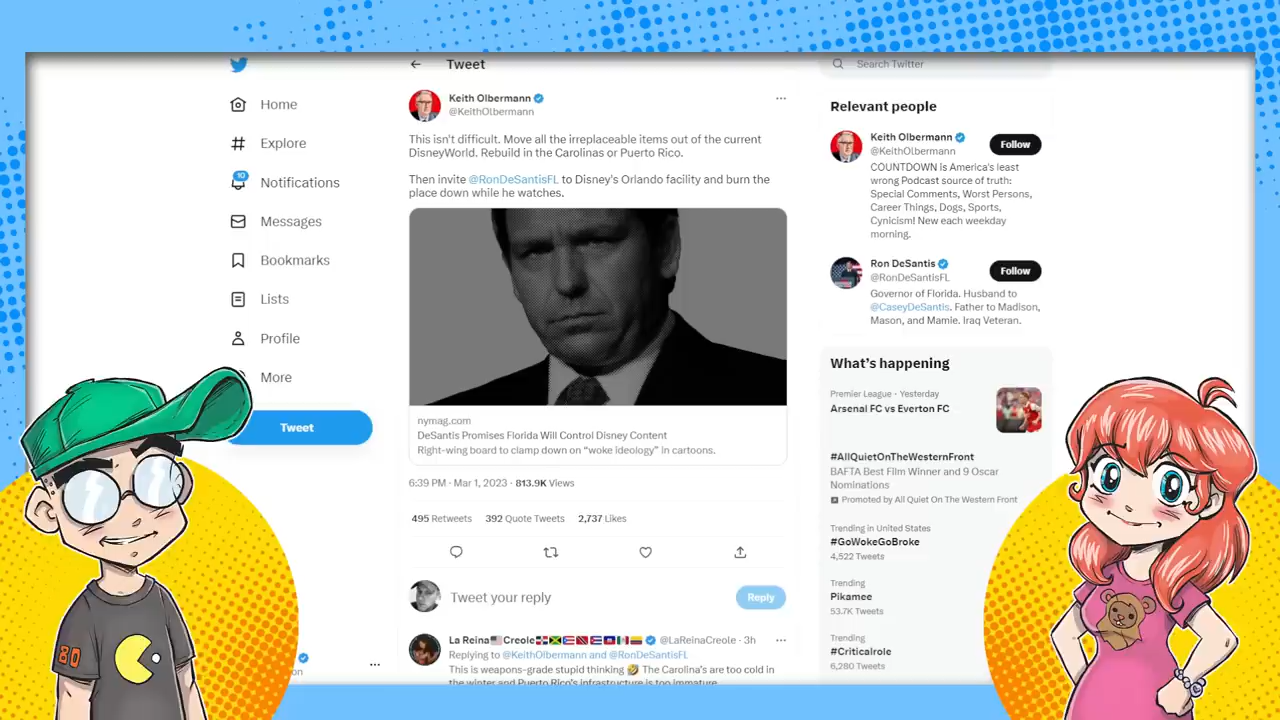 Tweet
Search Twitter
Home
Explore
10
Notifications
Messages
Bookmarks
Lists
Profile
More
Tweet
Keith Olbermann
@KeithOlbermann
This isn't difficult. Move all the irreplaceable items out of the current
DisneyWorld. Rebuild in the Carolinas or Puerto Rico.
Then invite @RonDeSantisFL to Disney's Orlando facility and burn the
place down while he watches.
nymag.com
DeSantis Promises Florida Will Control Disney Content
Right-wing board to clamp down on “woke ideology” in cartoons.
6:39 PM · Mar 1, 2023 · 813.9K Views
495 Retweets 392 Quote Tweets 2,737 Likes
Tweet your reply
Reply
La Reina🇺🇸Creole @LaReinaCreole · 3h
Replying to @KeithOlbermann and @RonDeSantisFL
This is weapons-grade stupid thinking 🤣 The Carolina's are too cold in
the winter and Puerto Rico's infrastructure is too immature.
Relevant people
Keith Olbermann
@KeithOlbermann
Follow
COUNTDOWN is America's least
wrong Podcast source of truth:
Special Comments, Worst Persons,
Career Things, Dogs, Sports,
Cynicism! New each weekday
morning.
Ron DeSantis
@RonDeSantisFL
Follow
Governor of Florida. Husband to
@CaseyDeSantis. Father to Madison,
Mason, and Mamie. Iraq Veteran.
What's happening
Premier League · Yesterday
Arsenal FC vs Everton FC
#AllQuietOnTheWesternFront
BAFTA Best Film Winner and 9 Oscar
Nominations
Promoted by All Quiet On The Western Front
Trending in United States
#GoWokeGoBroke
4,522 Tweets
Trending
Pikamee
53.7K Tweets
Trending
#Criticalrole
6,280 Tweets
80